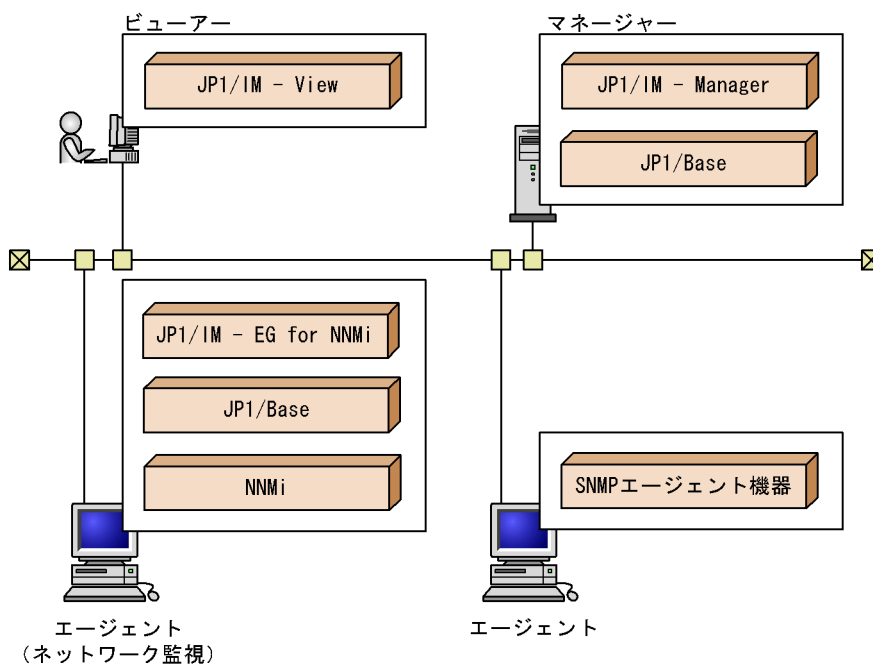 ビューアー
JP1/IM - View
マネージャー
JP1/IM - Manager
JP1/Base
JP1/IM - EG for NNMi
JP1/Base
NNMi
エージェント
(ネットワーク監視)
SNMPエージェント機器
エージェント